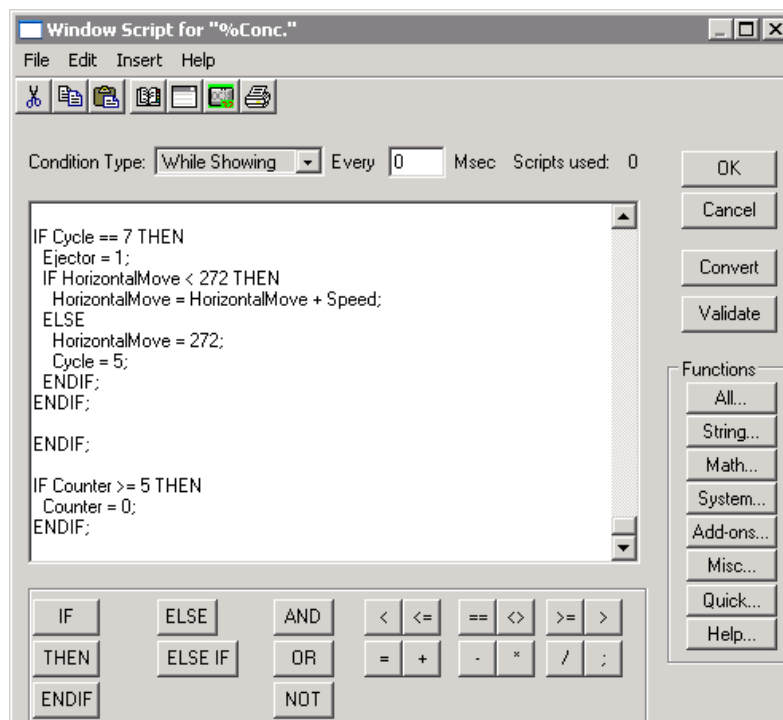 Window Script for "%Conc."
File Edit Insert Help
Condition Type: While Showing Every 0 Msec Scripts used: 0
OK
Cancel
Convert
Validate
IF Cycle == 7 THEN
Ejector = 1;
IF HorizontalMove < 272 THEN
HorizontalMove = HorizontalMove + Speed;
ELSE
HorizontalMove = 272;
Cycle = 5;
ENDIF;
ENDIF;
ENDIF;
IF Counter >= 5 THEN
Counter = 0;
ENDIF;
Functions
All...
String...
Math...
System...
Add-ons...
Misc...
Quick...
Help...
IF ELSE AND < <= == <> >= >
THEN ELSE IF OR = + - * / ;
ENDIF NOT